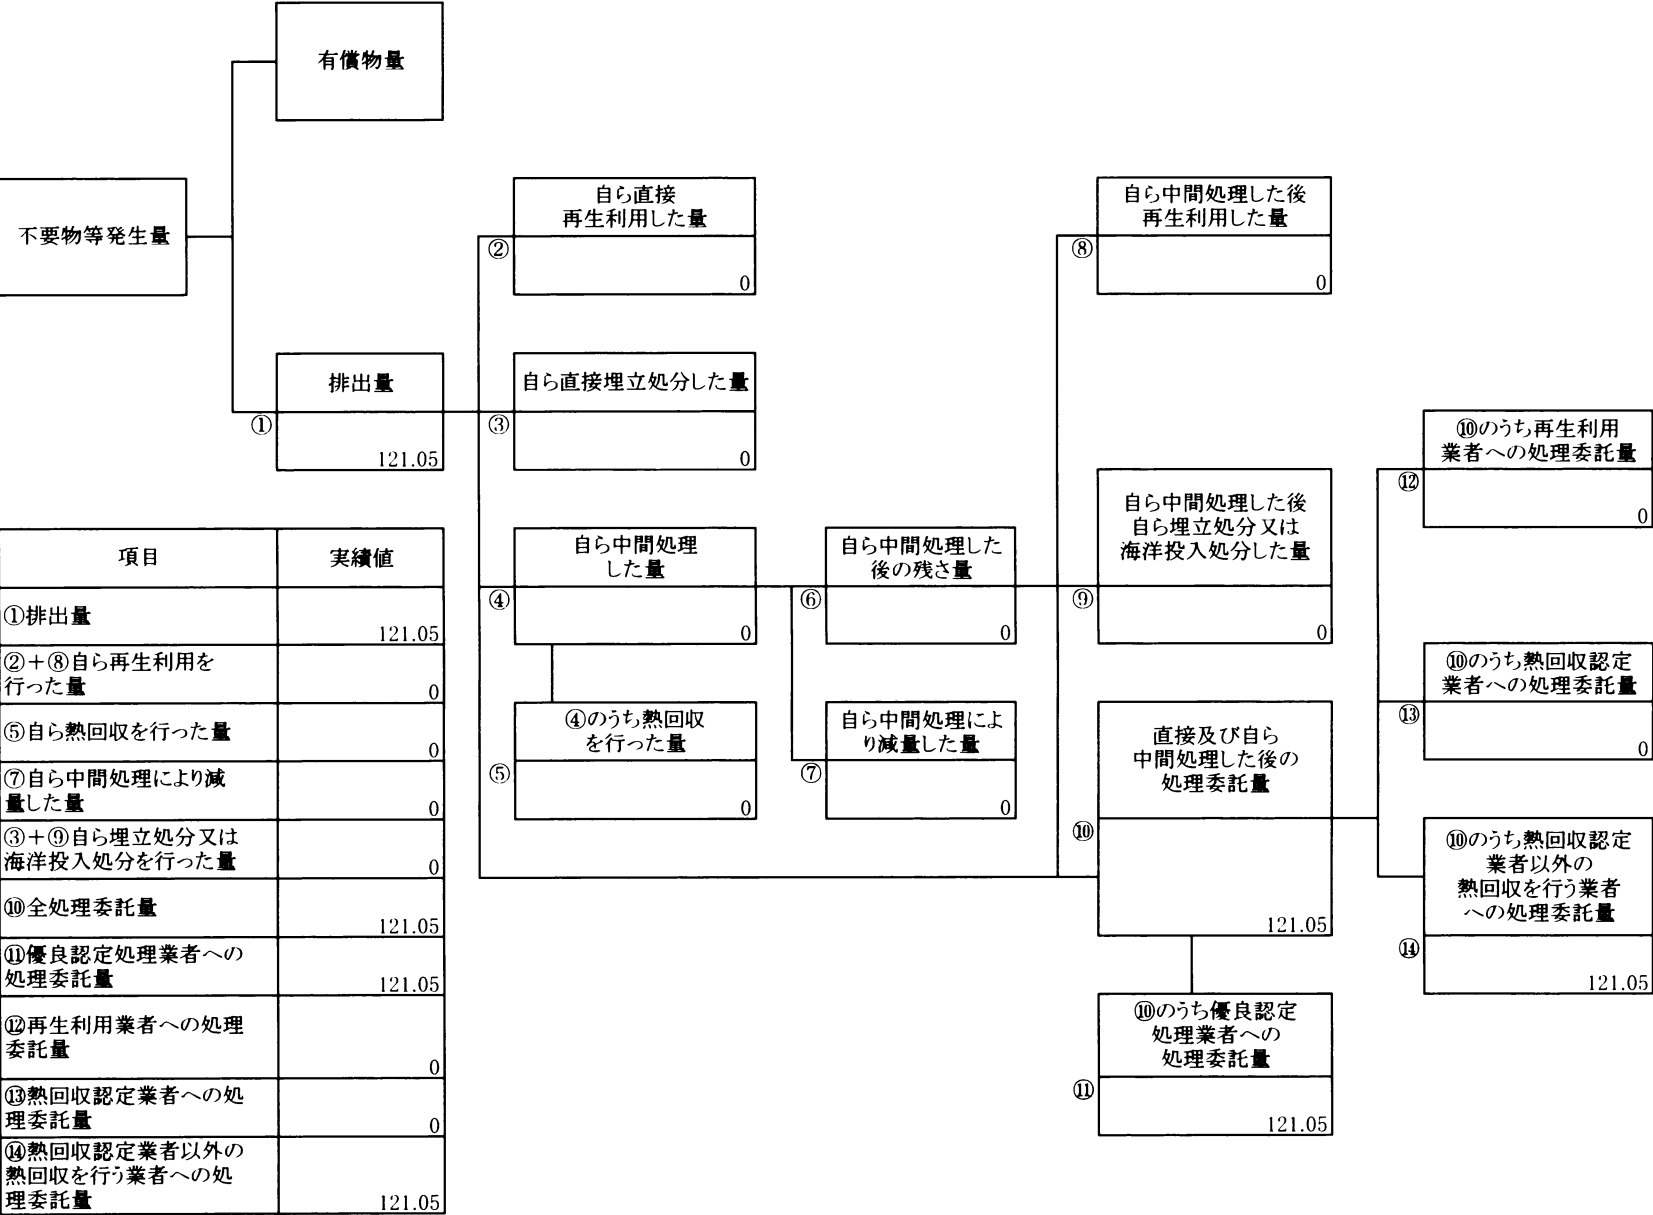 有償物量
不要物等発生量
排出量
①
121.05
自ら直接
再生利用した量
②
0
自ら直接埋立処分した量
③
0
自ら中間処理
した量
④
0
④のうち熱回収
を行った量
⑤
0
自ら中間処理した
後の残さ量
⑥
0
自ら中間処理によ
り減量した量
⑦
0
自ら中間処理した後
再生利用した量
⑧
0
自ら中間処理した後
自ら埋立処分又は
海洋投入処分した量
⑨
0
直接及び自ら
中間処理した後の
処理委託量
⑩
121.05
⑩のうち優良認定
処理業者への
処理委託量
⑪
121.05
⑩のうち再生利用
業者への処理委託量
⑫
0
⑩のうち熱回収認定
業者への処理委託量
⑬
0
⑩のうち熱回収認定
業者以外の
熱回収を行う業者
への処理委託量
⑭
121.05
項目 実績値
①排出量
121.05
②+⑧自ら再生利用を
行った量
0
⑤自ら熱回収を行った量
0
⑦自ら中間処理により減
量した量
0
③+⑨自ら埋立処分又は
海洋投入処分を行った量
0
⑩全処理委託量
121.05
⑪優良認定処理業者への
処理委託量
121.05
⑫再生利用業者への処理
委託量
0
⑬熱回収認定業者への処
理委託量
0
⑭熱回収認定業者以外の
熱回収を行う業者への処
理委託量
121.05